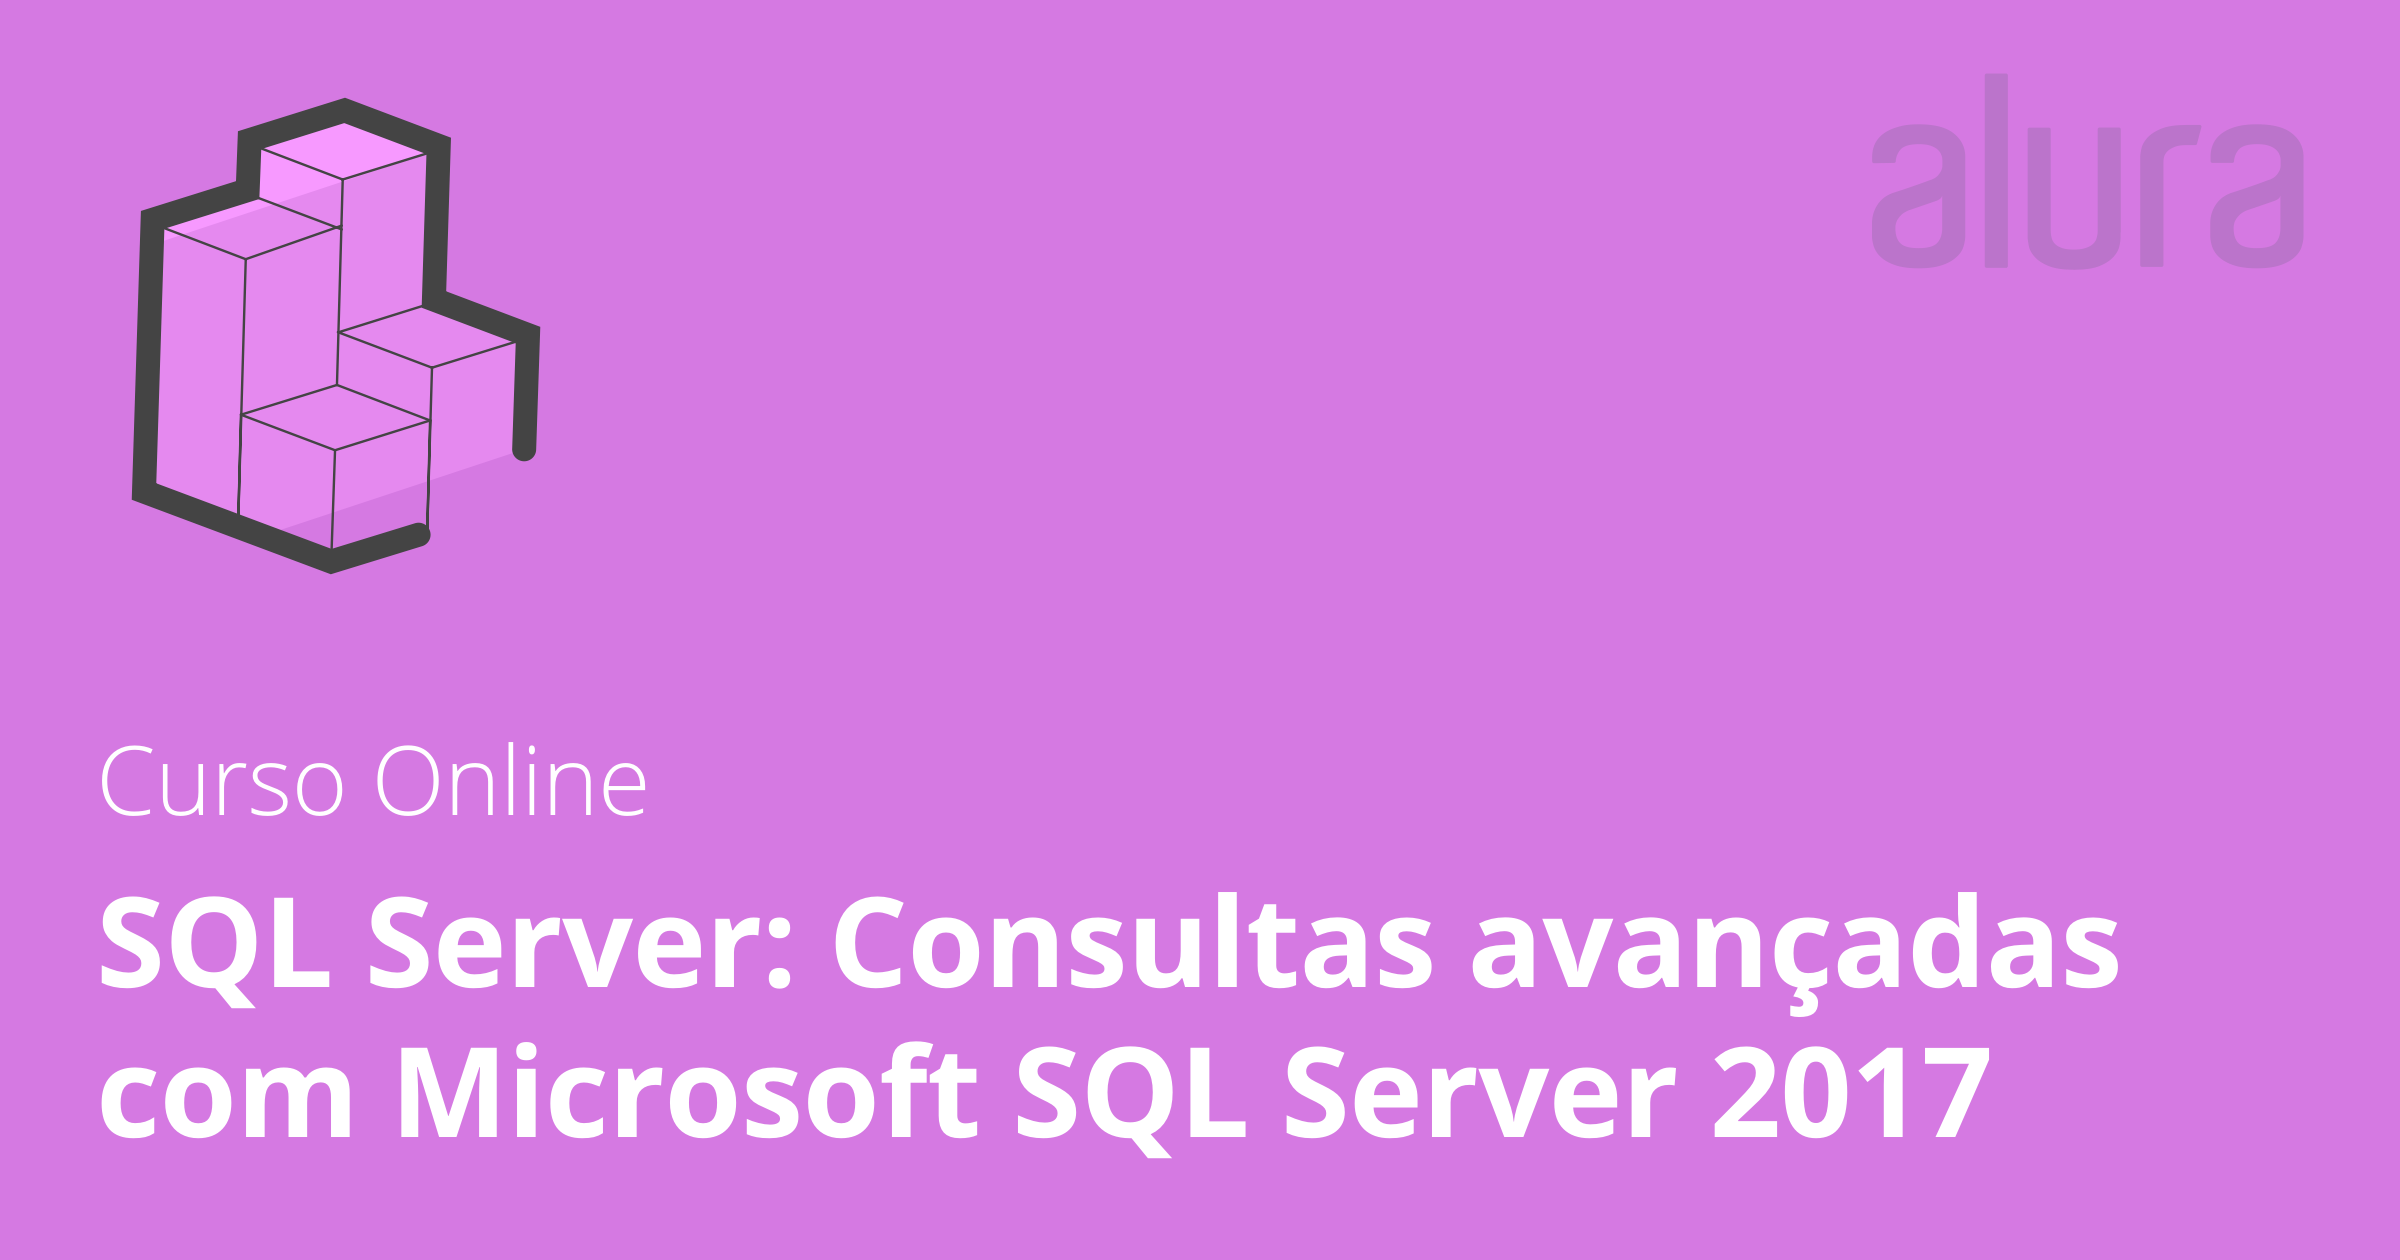 alura
Curso Online
SQL Server: Consultas avançadas
com Microsoft SQL Server 2017